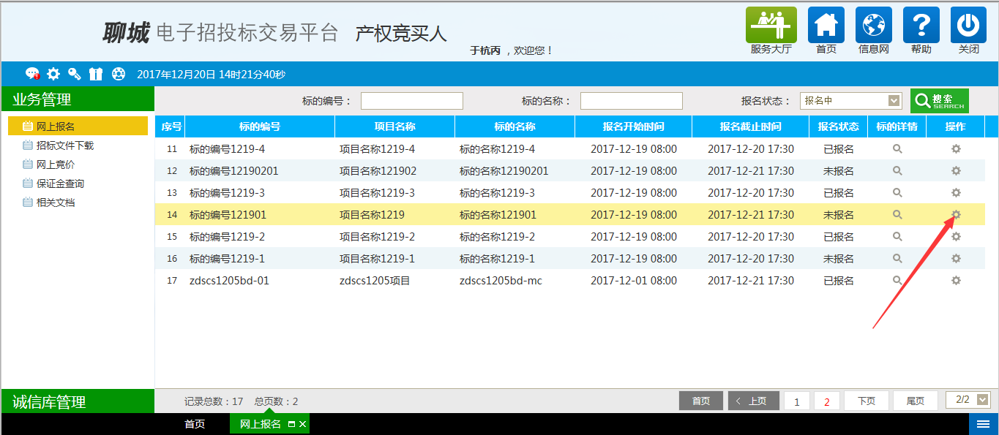 聊城 电子招投标交易平台 产权竞买人
于杭丙 ，欢迎您！
服务大厅 首页 信息网 帮助 关闭
2017年12月20日 14时21分40秒
业务管理
网上报名
招标文件下载
网上竞价
保证金查询
相关文档
诚信库管理
标的编号： 标的名称： 报名状态： 报名中 搜索
SEARCH
序号 标的编号 项目名称 标的名称 报名开始时间 报名截止时间 报名状态 标的详情 操作
11 标的编号1219-4 项目名称1219-4 标的名称1219-4 2017-12-19 08:00 2017-12-20 17:30 已报名
12 标的编号12190201 项目名称121902 标的名称12190201 2017-12-19 08:00 2017-12-21 17:30 未报名
13 标的编号1219-3 项目名称1219-3 标的名称1219-3 2017-12-19 08:00 2017-12-20 17:30 已报名
14 标的编号121901 项目名称1219 标的名称121901 2017-12-19 08:00 2017-12-21 17:30 未报名
15 标的编号1219-2 项目名称1219-2 标的名称1219-2 2017-12-19 08:00 2017-12-20 17:30 已报名
16 标的编号1219-1 项目名称1219-1 标的名称1219-1 2017-12-19 08:00 2017-12-20 17:30 未报名
17 zdscs1205bd-01 zdscs1205项目 zdscs1205bd-mc 2017-12-01 08:00 2017-12-21 17:30 已报名
记录总数：17 总页数：2 首页 < 上页 1 2 下页 尾页 2/2
首页 网上报名